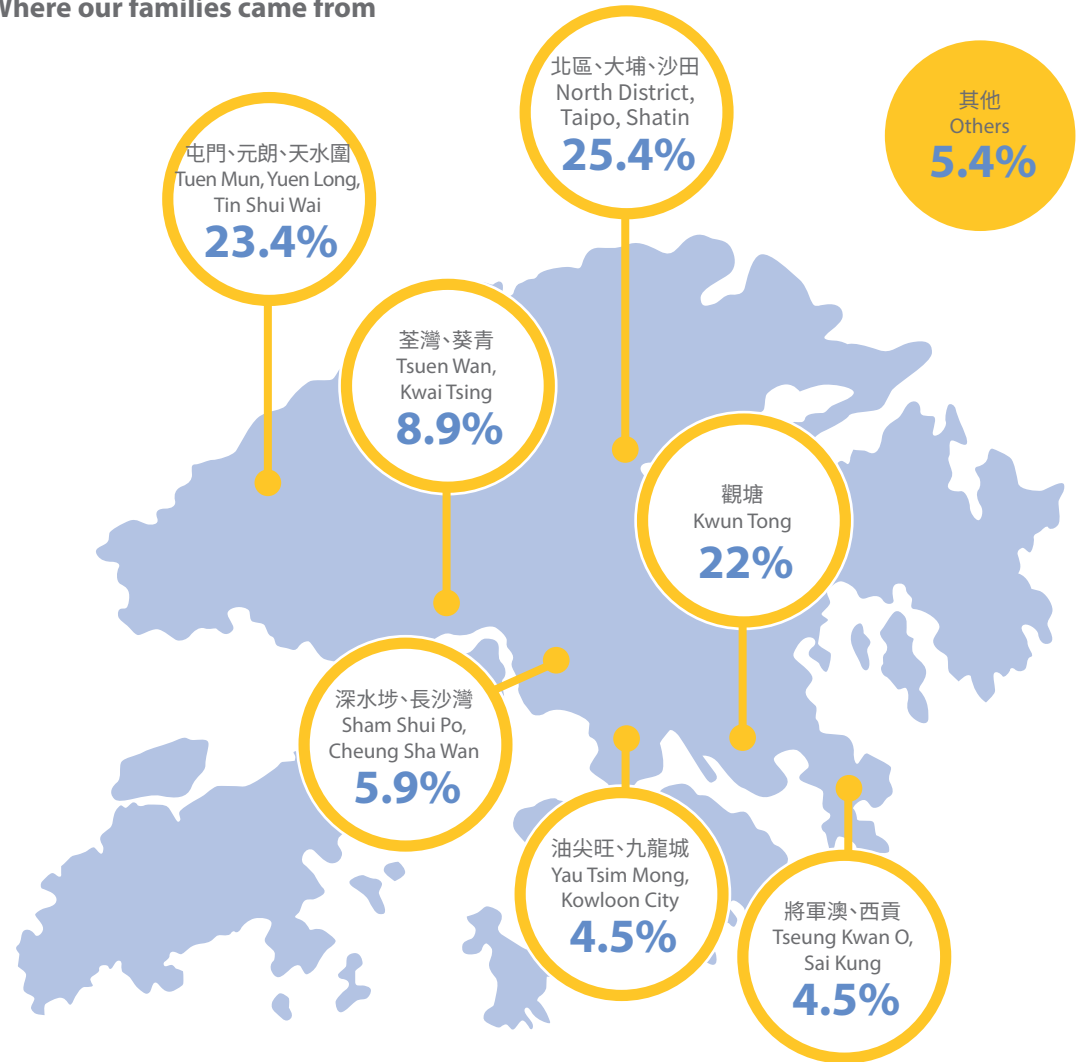 Where our families came from
北區、大埔、沙田
North District,
Taipo, Shatin
25.4%
其他
Others
5.4%
屯門、元朗、天水圍
Tuen Mun, Yuen Long,
Tin Shui Wai
23.4%
荃灣、葵青
Tsuen Wan,
Kwai Tsing
8.9%
觀塘
Kwun Tong
22%
深水埗、長沙灣
Sham Shui Po,
Cheung Sha Wan
5.9%
油尖旺、九龍城
Yau Tsim Mong,
Kowloon City
4.5%
將軍澳、西貢
Tseung Kwan O,
Sai Kung
4.5%